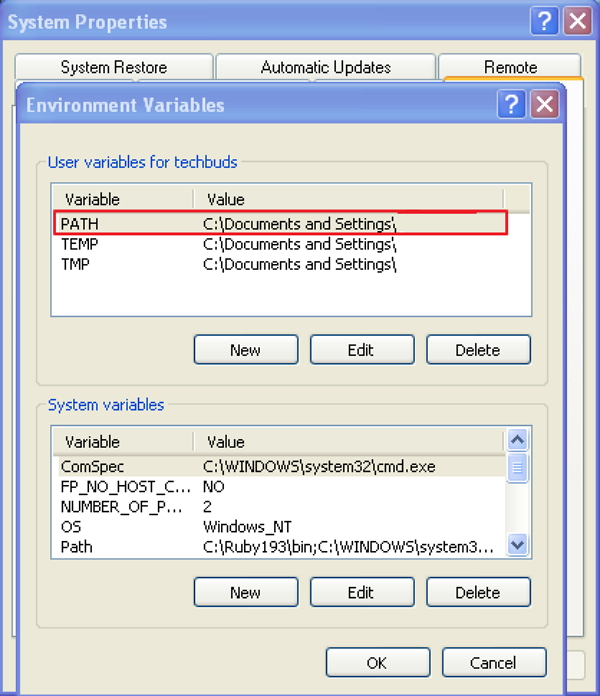 System Properties
System Restore Automatic Updates Remote
Environment Variables
User variables for techbuds
Variable Value
PATH C:\Documents and Settings\
TEMP C:\Documents and Settings\
TMP C:\Documents and Settings\
New Edit Delete
System variables
Variable Value
ComSpec C:\WINDOWS\system32\cmd.exe
FP_NO_HOST_C... NO
NUMBER_OF_P... 2
OS Windows_NT
Path C:\Ruby193\bin;C:\WINDOWS\system3...
New Edit Delete
OK Cancel